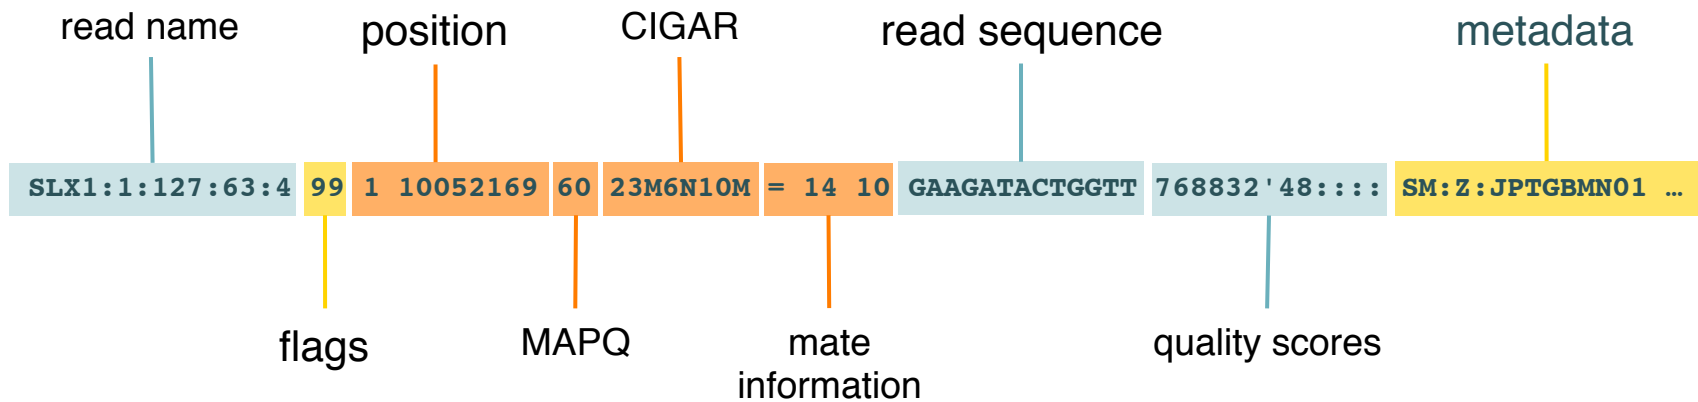 read name position CIGAR read sequence metadata
SLX1:1:127:63:4 99 1 10052169 60 23M6N10M = 14 10 GAAGATACTGGTT 768832'48:::: SM:Z:JPTGBMN01 …
flags MAPQ mate information quality scores